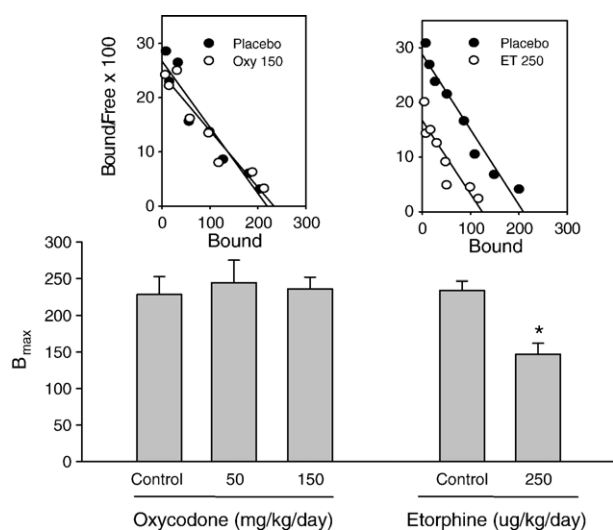 Placebo
Oxy 150
Placebo
ET 250
Bound/Free x 100
30
20
10
0
0 100 200 300
Bound
30
20
10
0
0 100 200 300
Bound
B max
300
250
200
150
100
50
0
*
Control 50 150
Oxycodone (mg/kg/day)
Control 250
Etorphine (ug/kg/day)